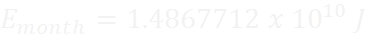 E_month = 1.4867712 x 10^10 J